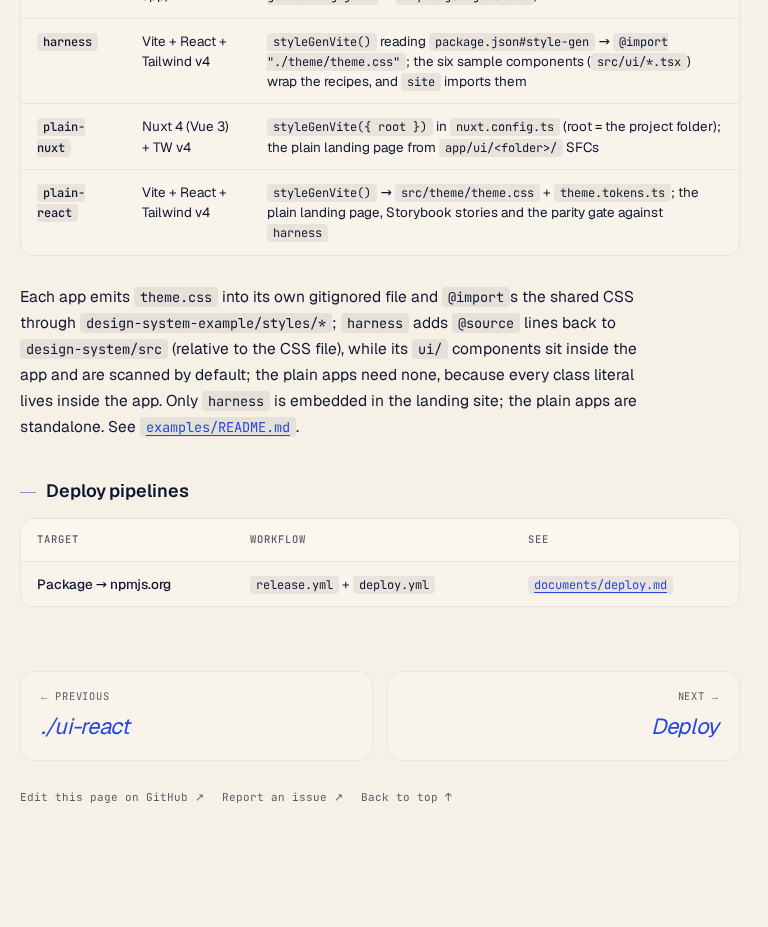 harness Vite + React + styleGenVite() reading package.json#style-gen → @import
Tailwind v4 "./theme/theme.css" ; the six sample components ( src/ui/*.tsx )
wrap the recipes, and site imports them
plain- Nuxt 4 (Vue 3) styleGenVite({ root }) in nuxt.config.ts (root = the project folder);
nuxt + TW v4 the plain landing page from app/ui/<folder>/ SFCs
plain- Vite + React + styleGenVite() → src/theme/theme.css + theme.tokens.ts ; the
react Tailwind v4 plain landing page, Storybook stories and the parity gate against
harness
Each app emits theme.css into its own gitignored file and @import s the shared CSS
through design-system-example/styles/* ; harness adds @source lines back to
design-system/src (relative to the CSS file), while its ui/ components sit inside the
app and are scanned by default; the plain apps need none, because every class literal
lives inside the app. Only harness is embedded in the landing site; the plain apps are
standalone. See examples/README.md .
— Deploy pipelines
TARGET WORKFLOW SEE
Package → npmjs.org release.yml + deploy.yml documents/deploy.md
← PREVIOUS
./ui-react
NEXT →
Deploy
Edit this page on GitHub ↗ Report an issue ↗ Back to top ↑